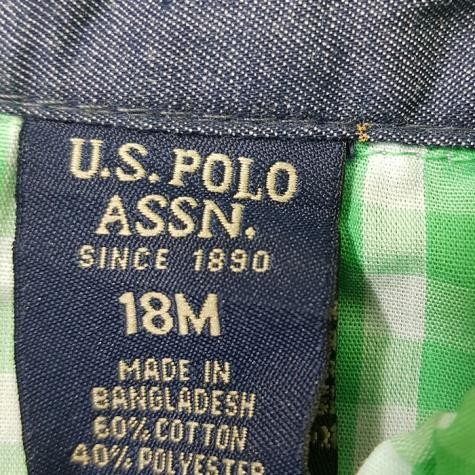 U.S. POLO
ASSN.
SINCE 1890
18M
MADE IN
BANGLADESH
60% COTTON
40% POLYESTER